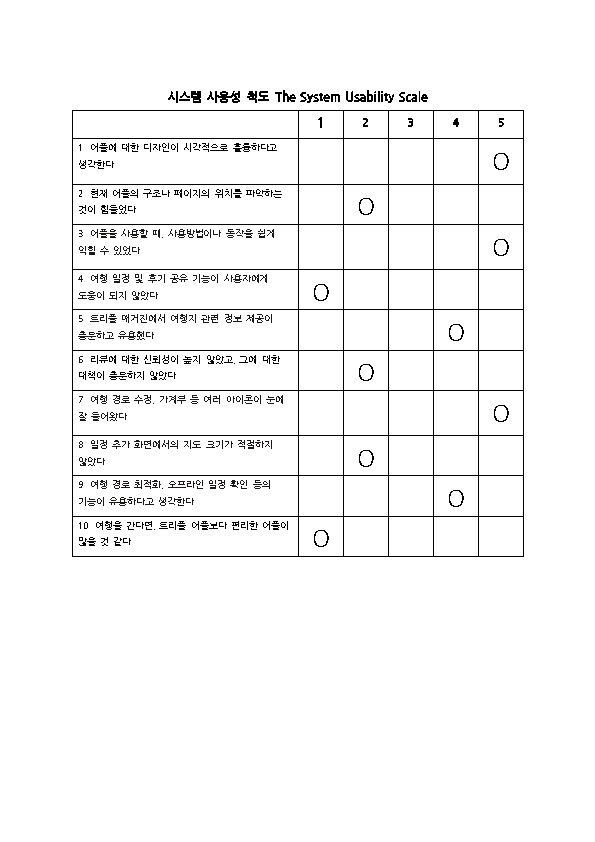 시스템 사용성 척도 The System Usability Scale
1 2 3 4 5
1 어플에 대한 디자인이 시각적으로 훌륭하다고
생각한다
O
2 현재 어플의 구조나 페이지의 위치를 파악하는
것이 힘들었다
O
3 어플을 사용할 때, 사용방법이나 동작을 쉽게
익힐 수 있었다
O
4 여행 일정 및 후기 공유 기능이 사용자에게
도움이 되지 않았다
O
5 트리플 매거진에서 여행지 관련 정보 제공이
충분하고 유용했다
O
6 리뷰에 대한 신뢰성이 높지 않았고, 그에 대한
대책이 충분하지 않았다
O
7 여행 경로 수정, 가계부 등 여러 아이콘이 눈에
잘 들어왔다
O
8 일정 추가 화면에서의 지도 크기가 적절하지
않았다
O
9 여행 경로 최적화, 오프라인 일정 확인 등의
기능이 유용하다고 생각한다
O
10 여행을 간다면, 트리플 어플보다 편리한 어플이
많을 것 같다
O